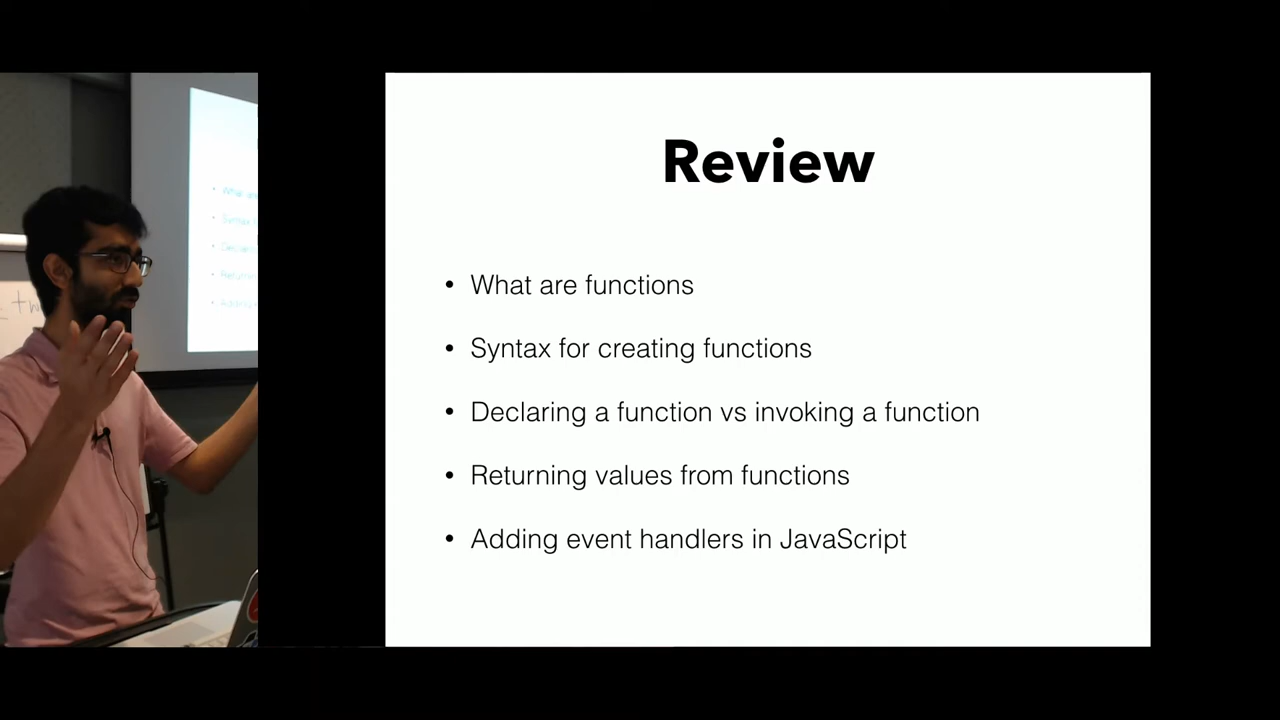 Review
• What are functions
• Syntax for creating functions
• Declaring a function vs invoking a function
• Returning values from functions
• Adding event handlers in JavaScript